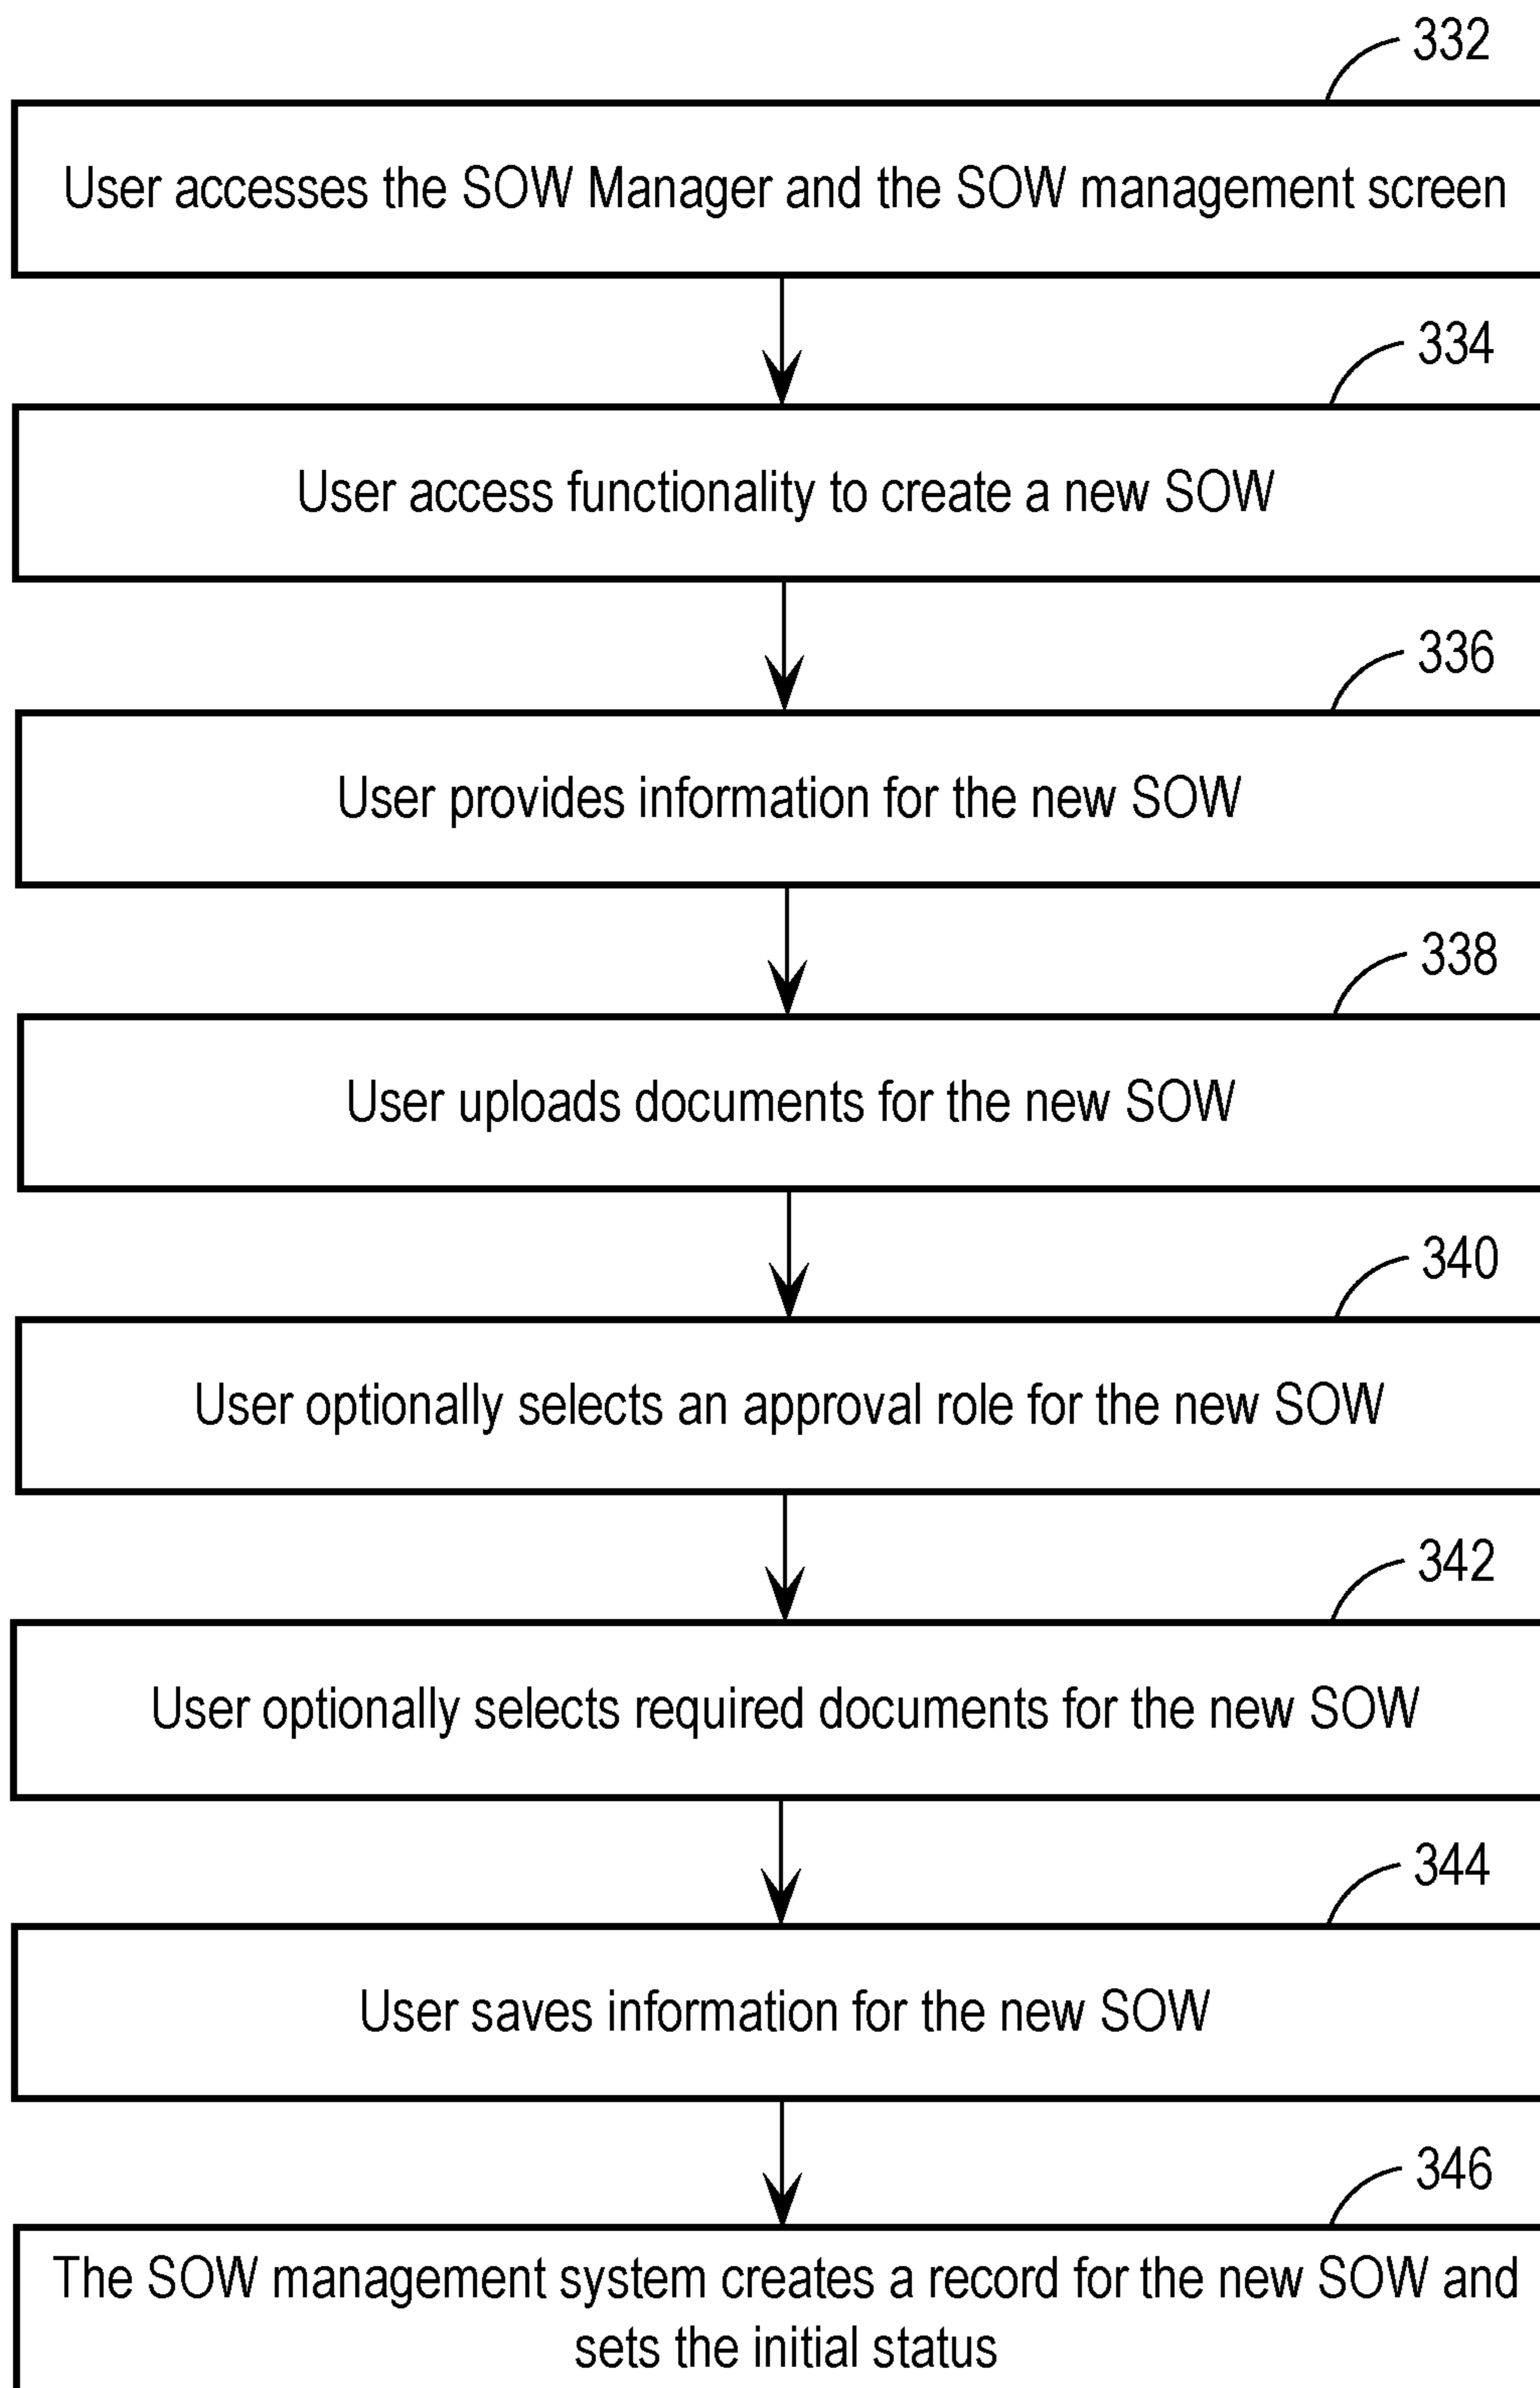 332
User accesses the SOW Manager and the SOW management screen
334
User access functionality to create a new SOW
336
User provides information for the new SOW
338
User uploads documents for the new SOW
340
User optionally selects an approval role for the new SOW
342
User optionally selects required documents for the new SOW
344
User saves information for the new SOW
346
The SOW management system creates a record for the new SOW and
sets the initial status